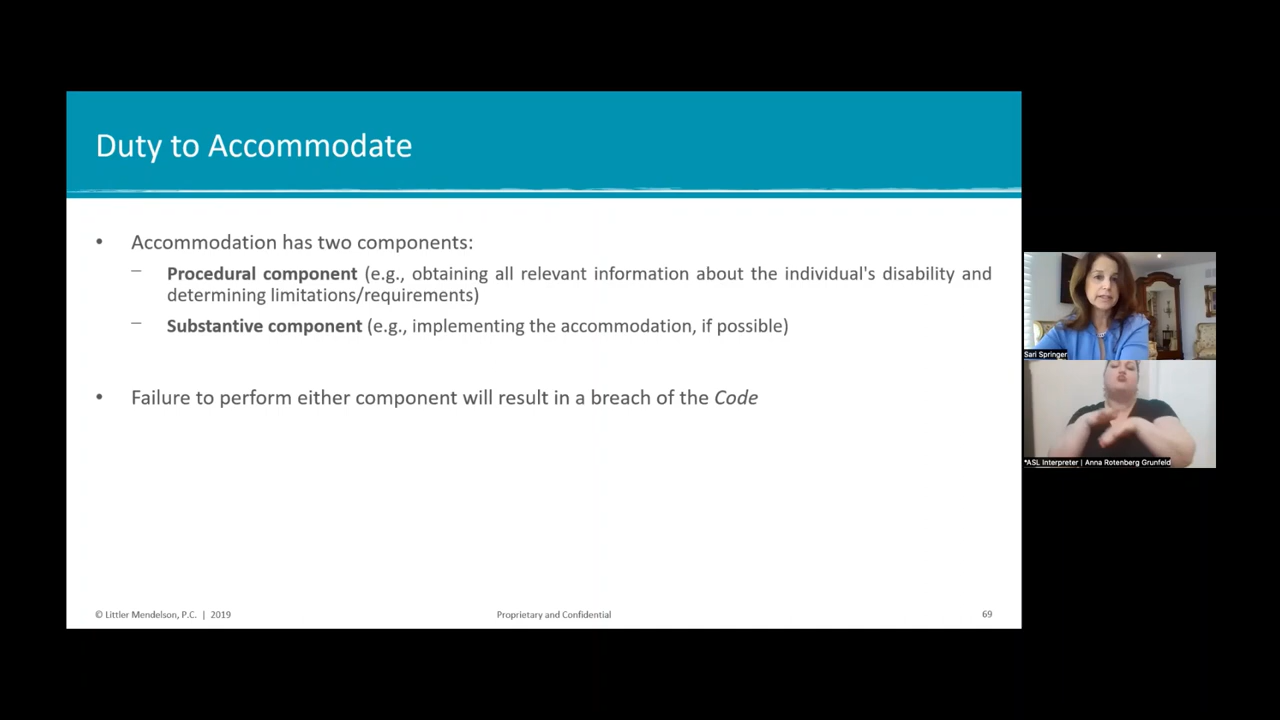 Duty to Accommodate
• Accommodation has two components:
– Procedural component (e.g., obtaining all relevant information about the individual's disability and
determining limitations/requirements)
– Substantive component (e.g., implementing the accommodation, if possible)
• Failure to perform either component will result in a breach of the Code
© Littler Mendelson, P.C. | 2019
Proprietary and Confidential
69
Sari Springer
*ASL Interpreter | Anna Rotenberg Grunfeld